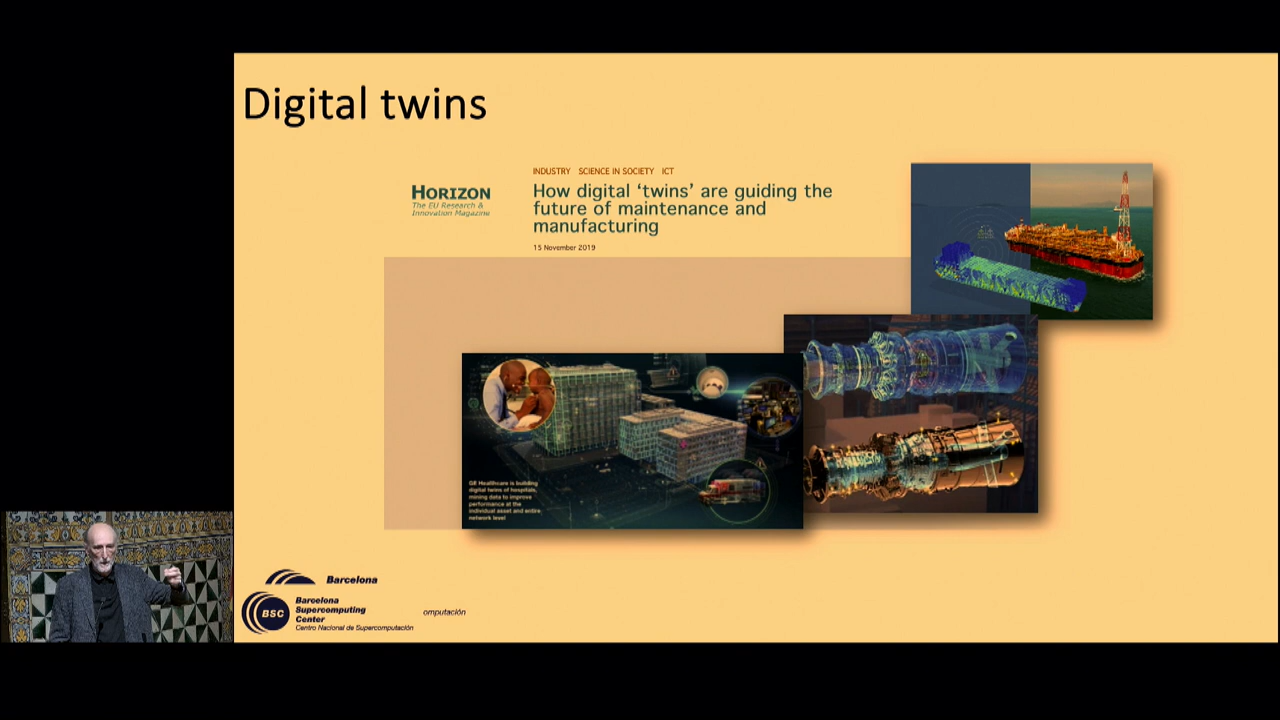 Digital twins
INDUSTRY SCIENCE IN SOCIETY ICT
HORIZON
The EU Research &
Innovation Magazine
How digital ‘twins’ are guiding the
future of maintenance and
manufacturing
15 November 2019
GE Healthcare is building
digital twins of hospitals,
mining data to improve
performance at the
individual asset and entire
network level
Barcelona
BSC
Barcelona
Supercomputing
Center
Centro Nacional de Supercomputación
omputación